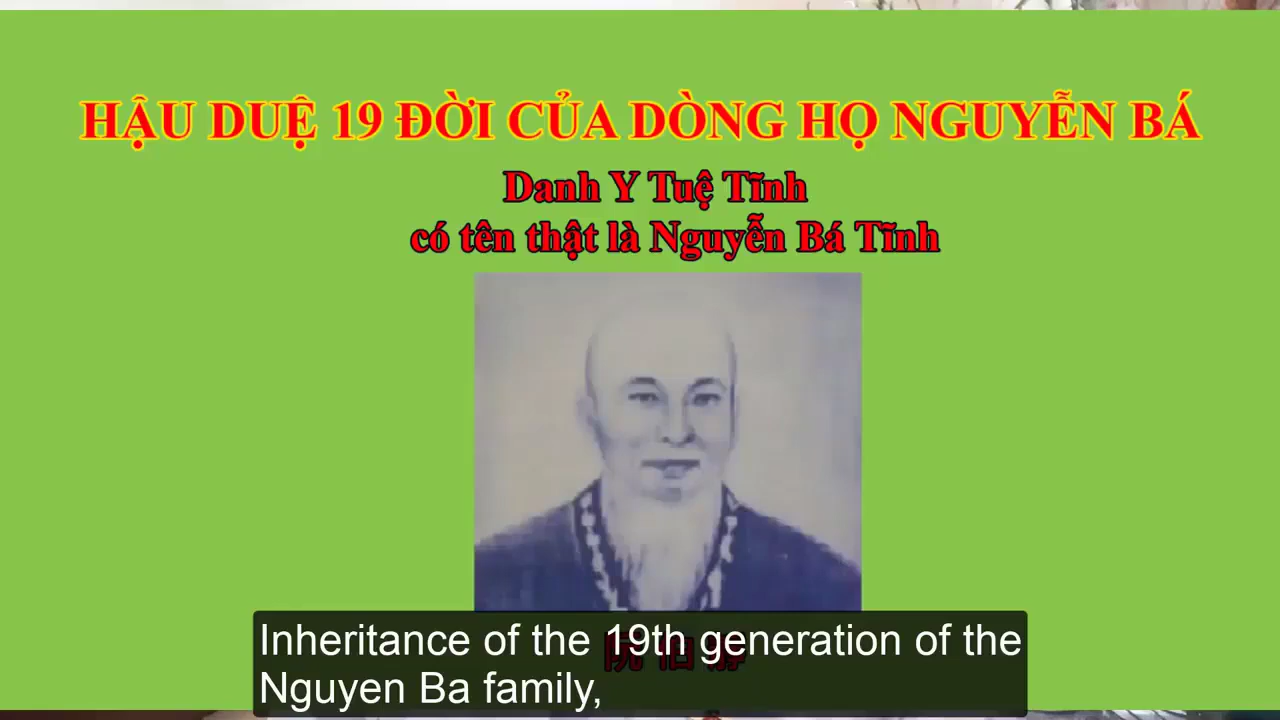 HẬU DUỆ 19 ĐỜI CỦA DÒNG HỌ NGUYỄN BÁ
Danh Y Tuệ Tĩnh
có tên thật là Nguyễn Bá Tĩnh
Inheritance of the 19th generation of the
Nguyen Ba family,